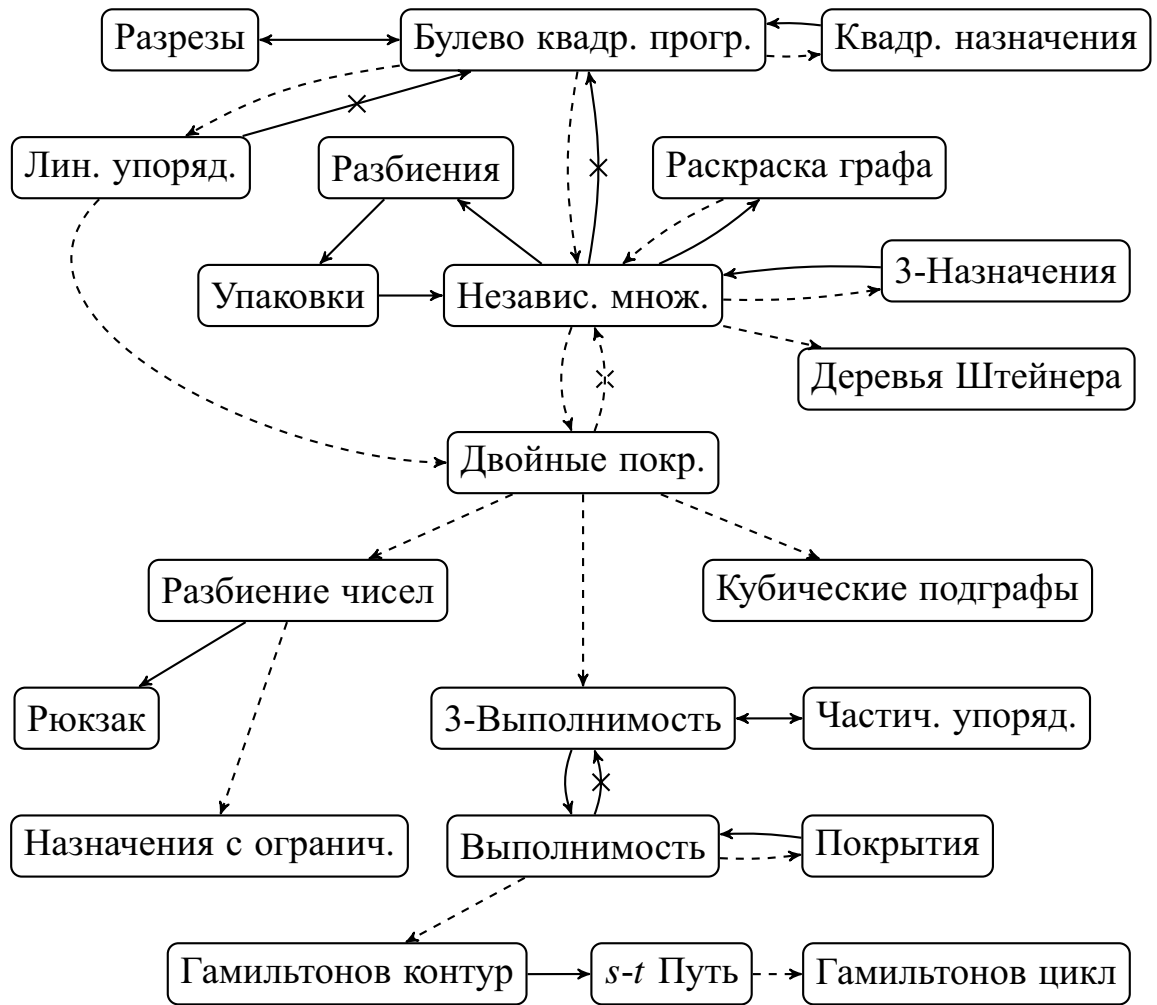 Разрезы
Булево квадр. прогр.
Квадр. назначения
Лин. упоряд.
Разбиения
Раскраска графа
Упаковки
Независ. множ.
3-Назначения
Деревья Штейнера
Двойные покр.
Разбиение чисел
Кубические подграфы
Рюкзак
3-Выполнимость
Частич. упоряд.
Назначения с огранич.
Выполнимость
Покрытия
Гамильтонов контур
s-t Путь
Гамильтонов цикл